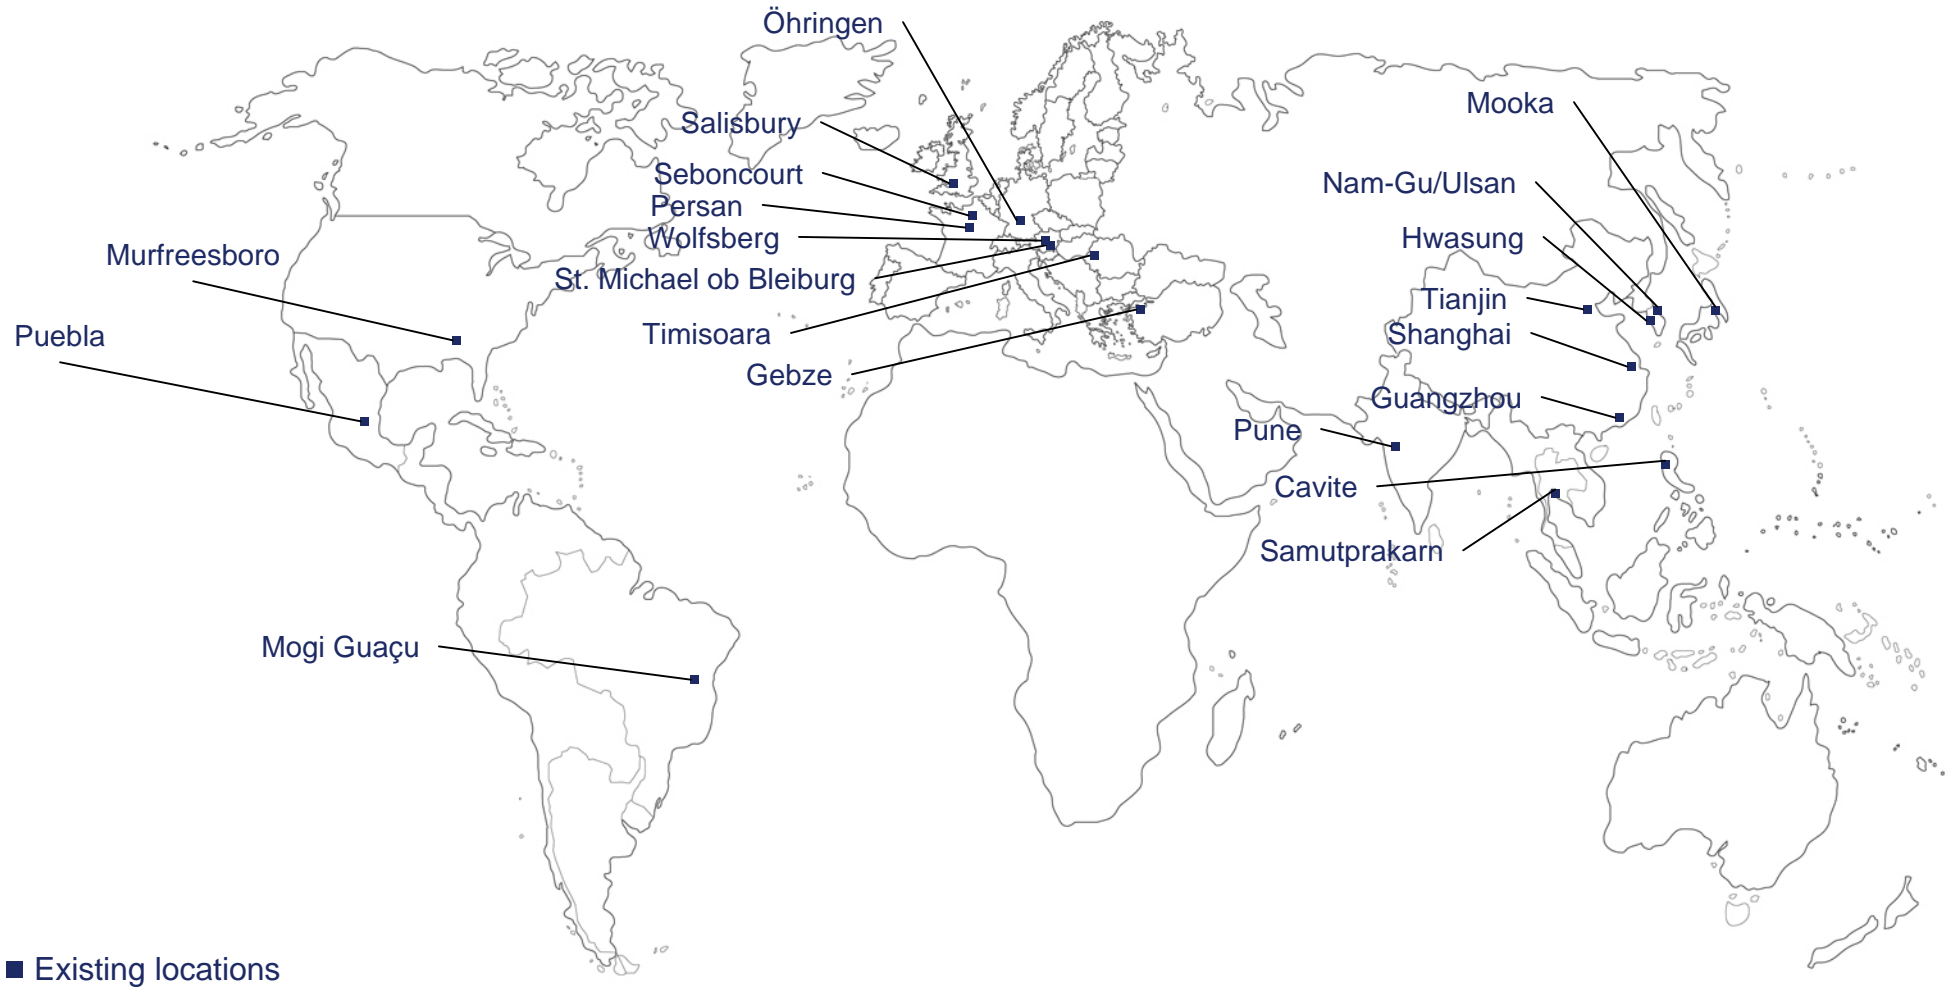 Öhringen
Mooka
Salisbury
Seboncourt
Nam-Gu/Ulsan
Persan
Wolfsberg
Hwasung
Murfreesboro
St. Michael ob Bleiburg
Tianjin
Puebla
Timisoara
Shanghai
Gebze
Guangzhou
Pune
Cavite
Samutprakarn
Mogi Guaçu
Existing locations